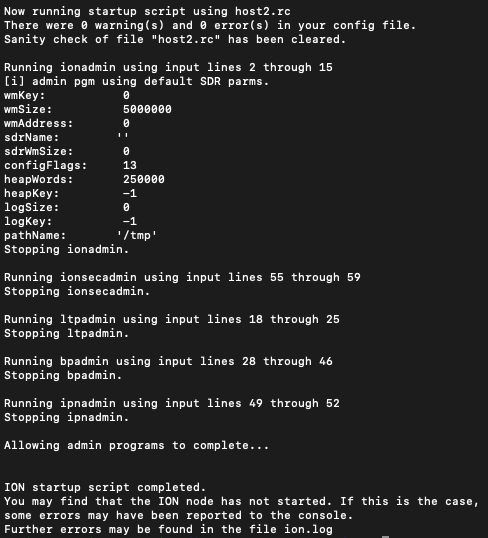 Now running startup script using host2.rc
There were 0 warning(s) and 0 error(s) in your config file.
Sanity check of file "host2.rc" has been cleared.
Running ionadmin using input lines 2 through 15
[i] admin pgm using default SDR parms.
wmKey:          0
wmSize:         5000000
wmAddress:      0
sdrName:       ''
sdrWmSize:      0
configFlags:    13
heapWords:      250000
heapKey:        -1
logSize:        0
logKey:         -1
pathName:      '/tmp'
Stopping ionadmin.
Running ionsecadmin using input lines 55 through 59
Stopping ionsecadmin.
Running ltpadmin using input lines 18 through 25
Stopping ltpadmin.
Running bpadmin using input lines 28 through 46
Stopping bpadmin.
Running ipnadmin using input lines 49 through 52
Stopping ipnadmin.
Allowing admin programs to complete...
ION startup script completed.
You may find that the ION node has not started. If this is the case,
some errors may have been reported to the console.
Further errors may be found in the file ion.log